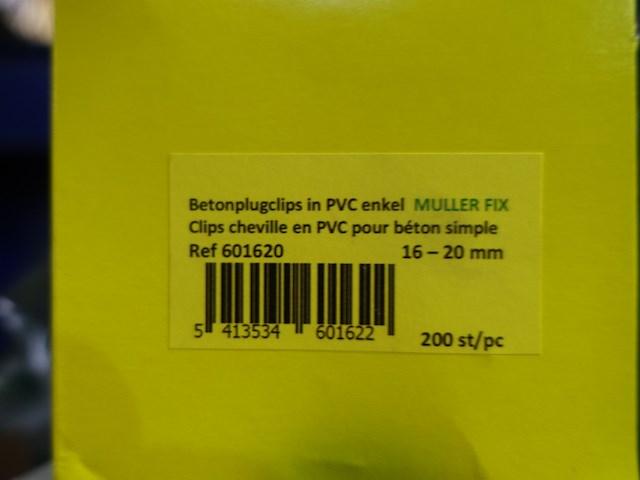 Betonplugclips in PVC enkel MULLER FIX
Clips cheville en PVC pour béton simple
Ref 601620 16 – 20 mm
5 413534 601622
200 st/pc